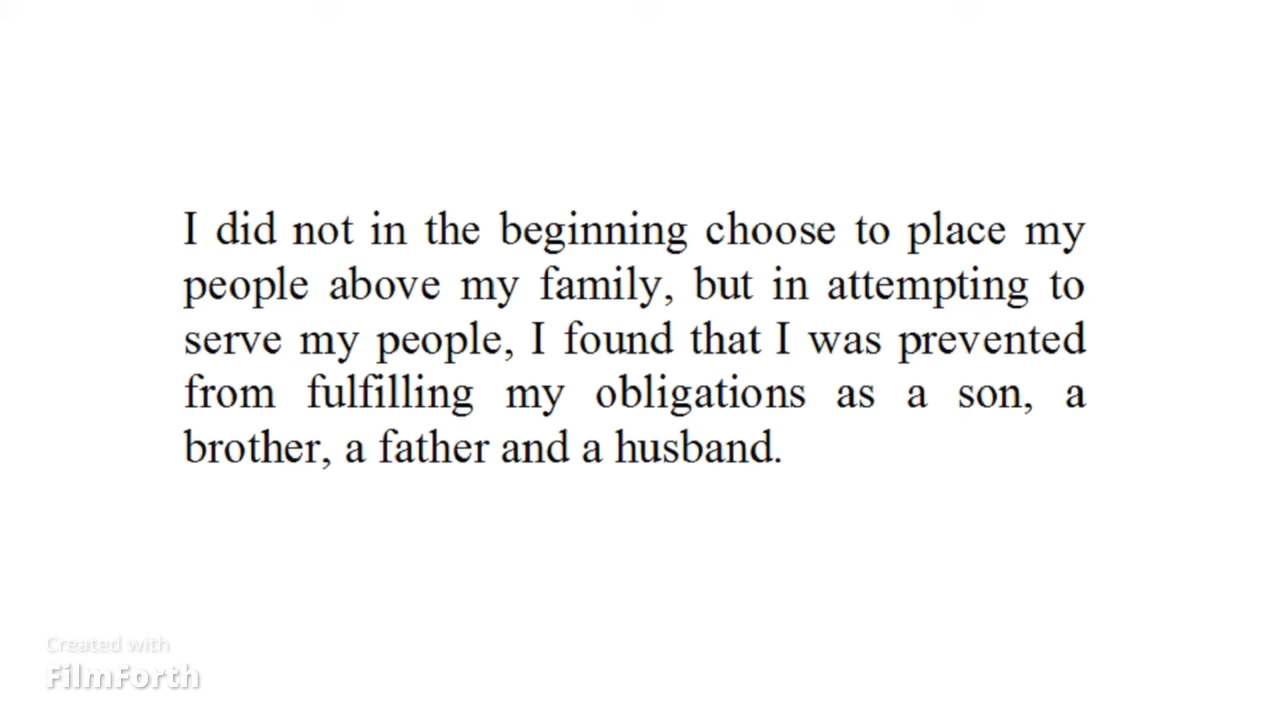 I did not in the beginning choose to place my
people above my family, but in attempting to
serve my people, I found that I was prevented
from fulfilling my obligations as a son, a
brother, a father and a husband.
Created with
FilmForth